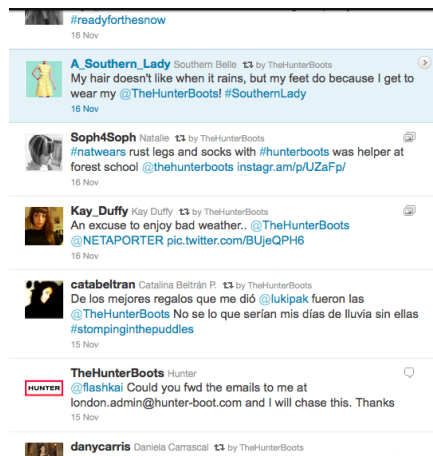 #readyforthesnow
16 Nov
A_Southern_Lady Southern Belle by TheHunterBoots
My hair doesn't like when it rains, but my feet do because I get to
wear my @TheHunterBoots! #SouthernLady
16 Nov
Soph4Soph Natalie by TheHunterBoots
#natwears rust legs and socks with #hunterboots was helper at
forest school @thehunterboots instagr.am/p/UZaFp/
16 Nov
Kay_Duffy Kay Duffy by TheHunterBoots
An excuse to enjoy bad weather.. @TheHunterBoots
@NETAPORTER pic.twitter.com/BUjeQPH6
16 Nov
catabeltran Catalina Beltrán P. by TheHunterBoots
De los mejores regalos que me dió @lukipak fueron las
@TheHunterBoots No se lo que serían mis días de lluvia sin ellas
#stompinginthepuddles
15 Nov
HUNTER
TheHunterBoots Hunter
@flashkai Could you fwd the emails to me at
london.admin@hunter-boot.com and I will chase this. Thanks
15 Nov
danycarris Daniela Carrascal by TheHunterBoots